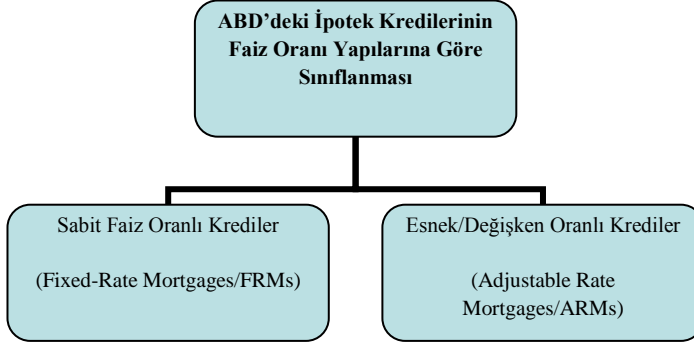 ABD’deki İpotek Kredilerinin
Faiz Oranı Yapılarına Göre
Sınıflanması
Sabit Faiz Oranlı Krediler
(Fixed-Rate Mortgages/FRMs)
Esnek/Değişken Oranlı Krediler
(Adjustable Rate
Mortgages/ARMs)